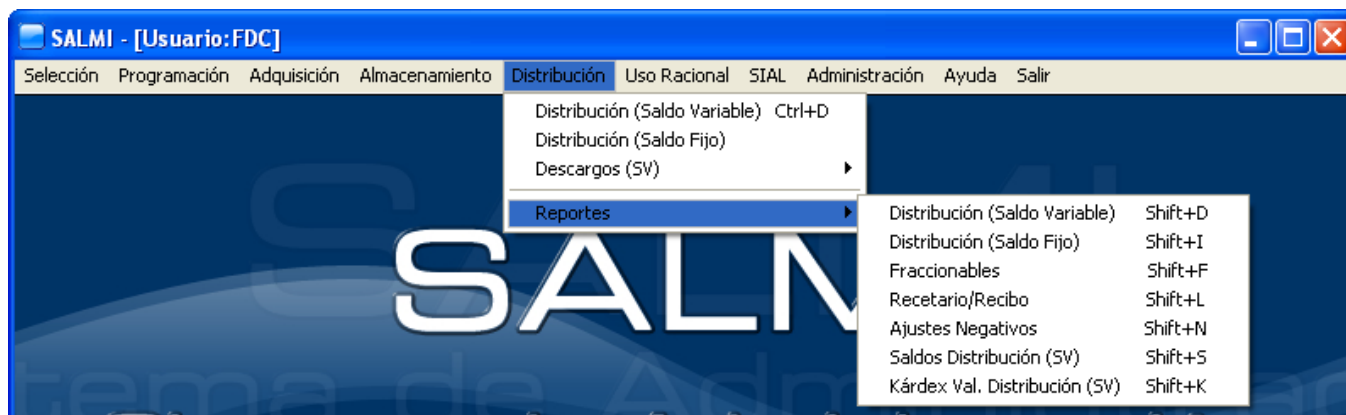 SALMI - [Usuario:FDC]
Selección Programación Adquisición Almacenamiento Distribución Uso Racional SIAL Administración Ayuda Salir
Distribución (Saldo Variable) Ctrl+D
Distribución (Saldo Fijo)
Descargos (SV)
Reportes
Distribución (Saldo Variable) Shift+D
Distribución (Saldo Fijo) Shift+I
Fraccionables Shift+F
Recetario/Recibo Shift+L
Ajustes Negativos Shift+N
Saldos Distribución (SV) Shift+S
Kárdex Val. Distribución (SV) Shift+K